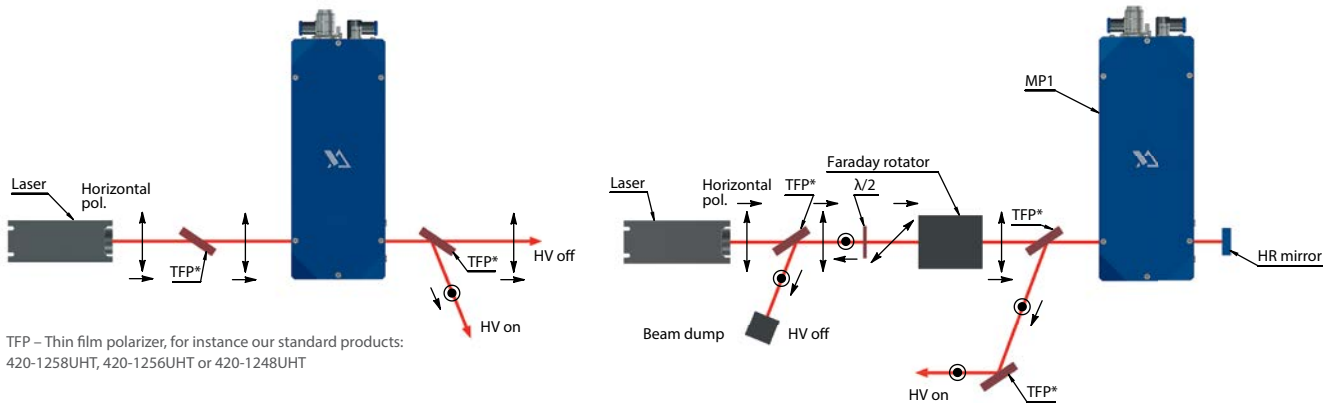 Laser
Horizontal
pol.
TFP*
TFP*
HV off
HV on
TFP – Thin film polarizer, for instance our standard products:
420-1258UHT, 420-1256UHT or 420-1248UHT
Laser
Horizontal
pol.
TFP*
λ/2
Faraday rotator
TFP*
MP1
HR mirror
Beam dump
HV off
HV on
TFP*